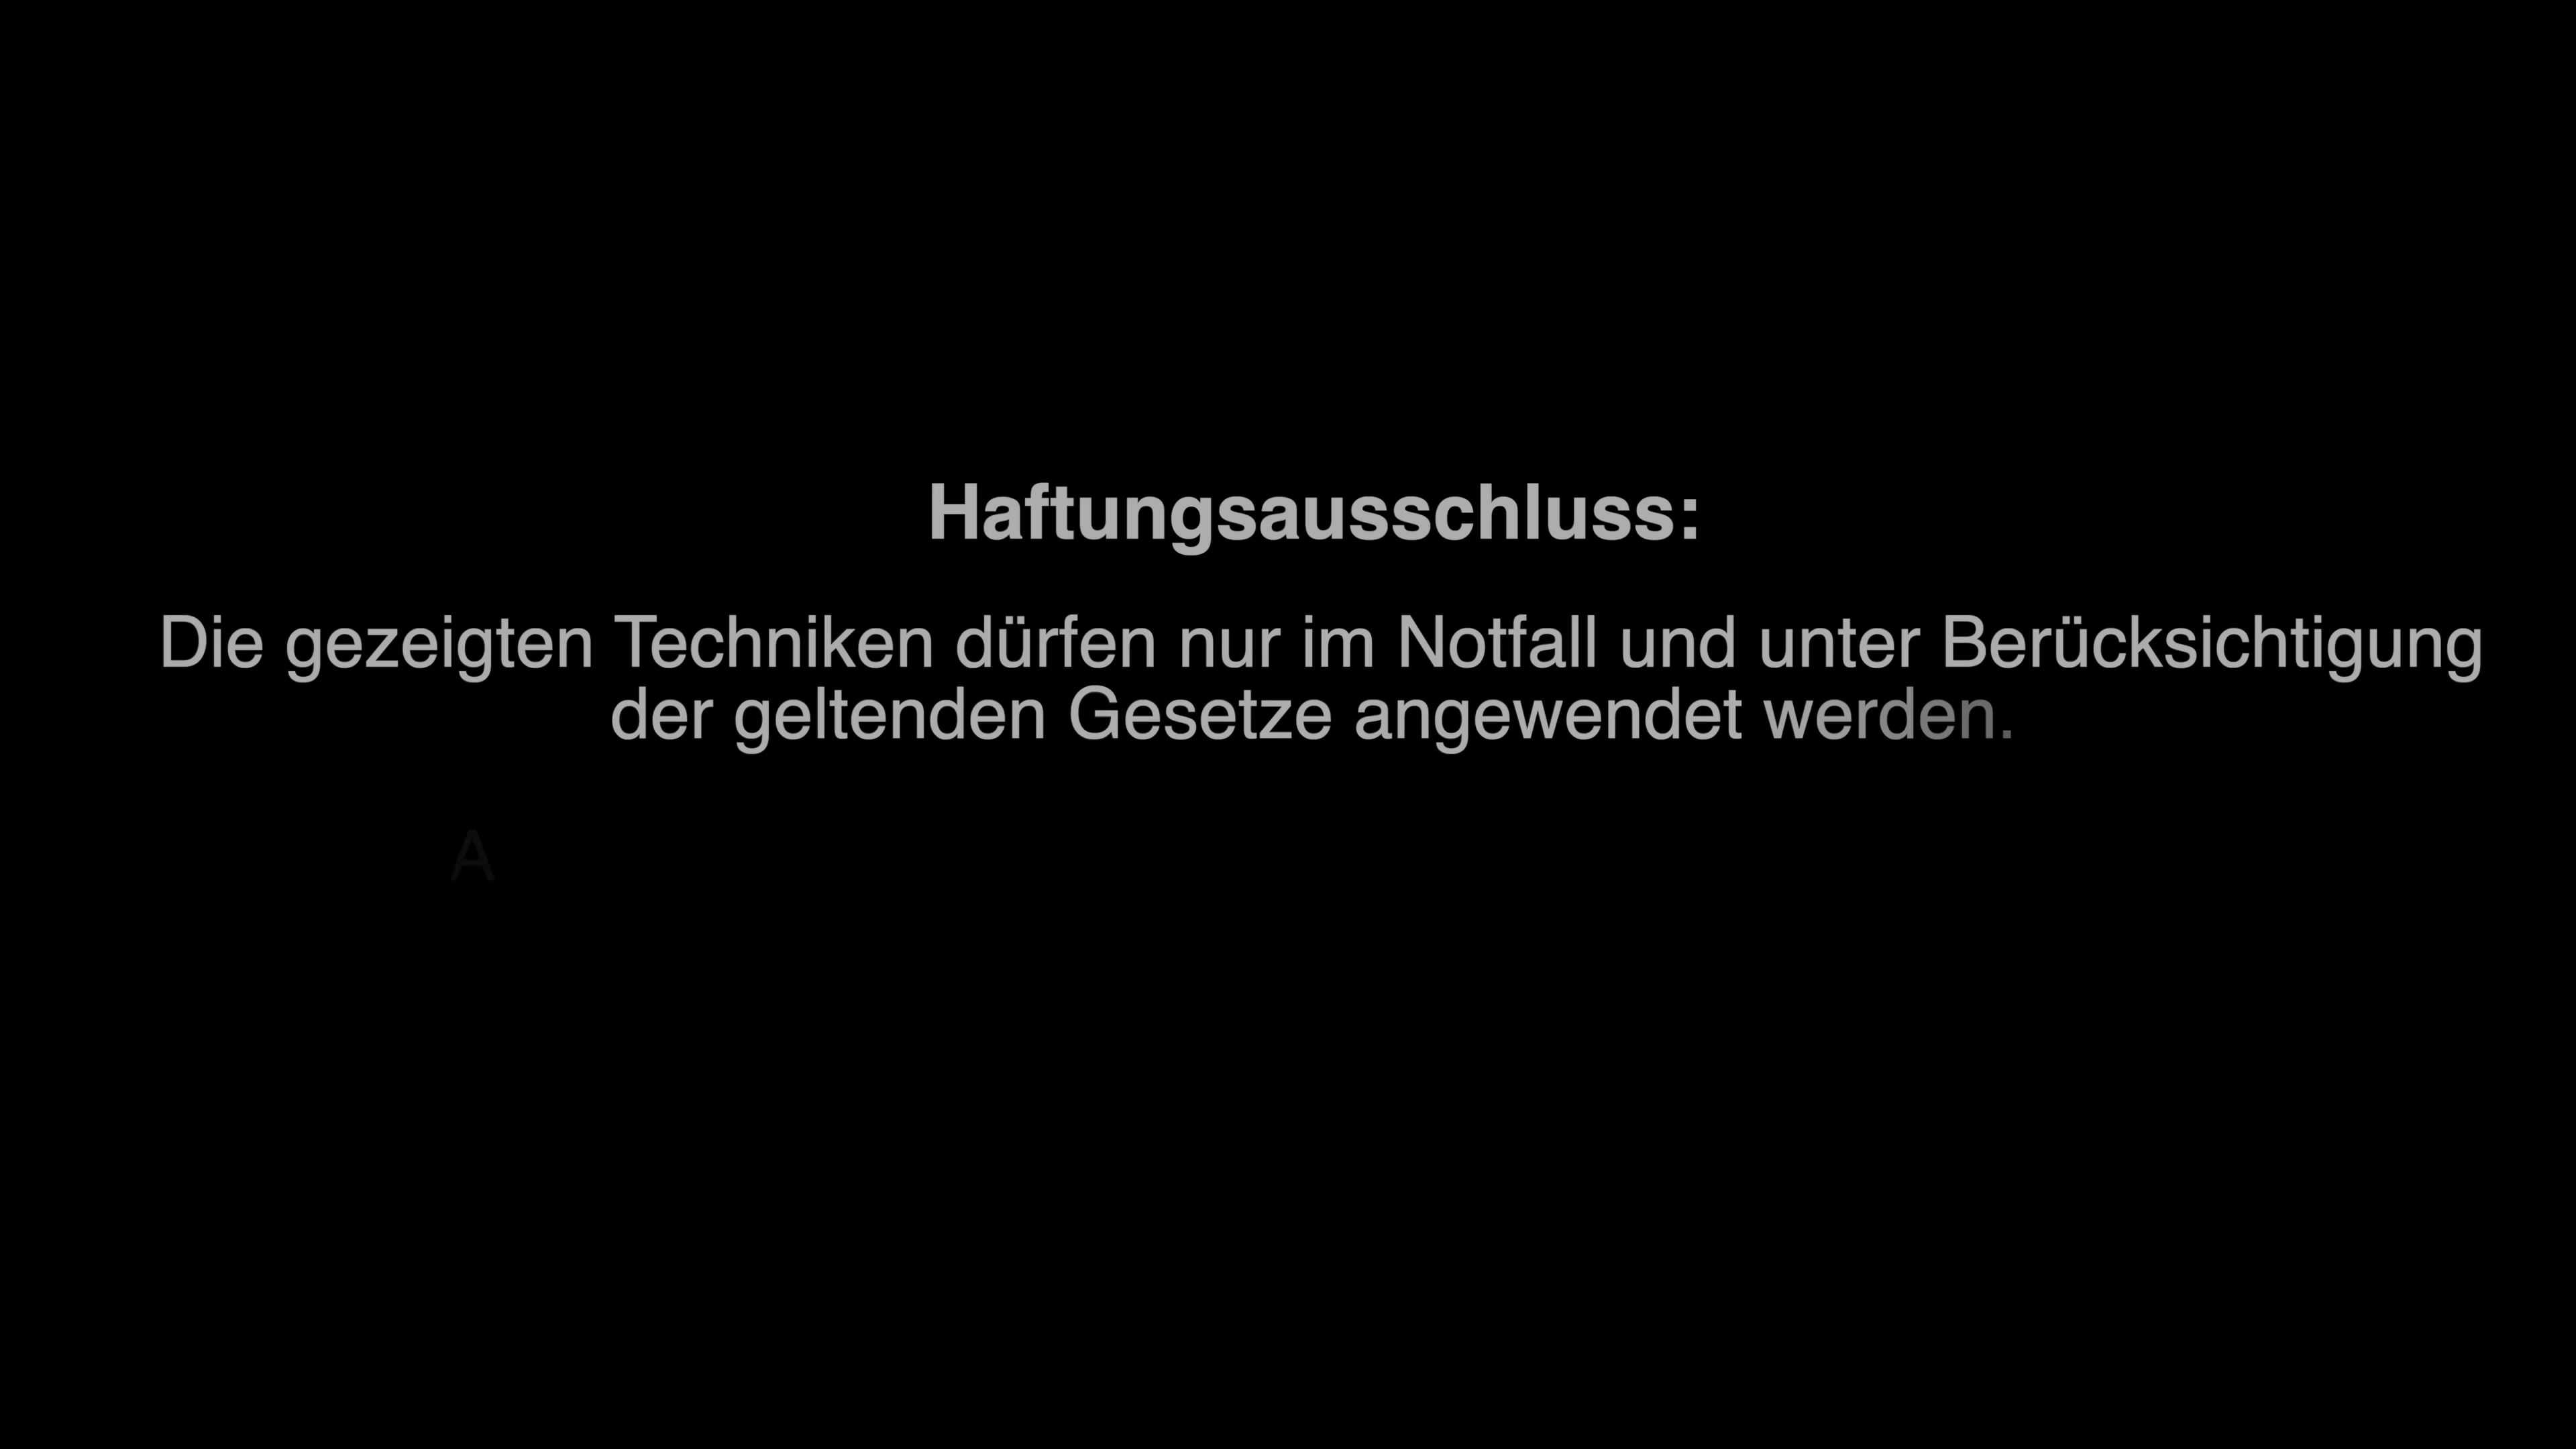 Haftungsausschluss:
Die gezeigten Techniken dürfen nur im Notfall und unter Berücksichtigung
der geltenden Gesetze angewendet werden.
A